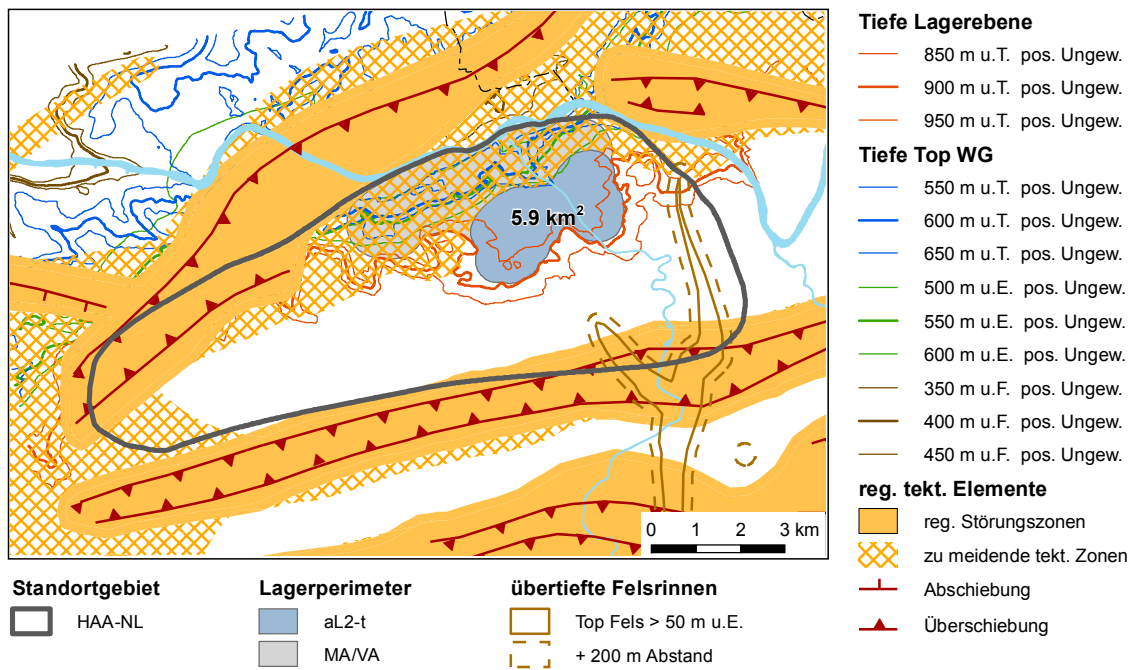 5.9 km²
0 1 2 3 km
Tiefe Lagerebene
850 m u.T. pos. Ungew.
900 m u.T. pos. Ungew.
950 m u.T. pos. Ungew.
Tiefe Top WG
550 m u.T. pos. Ungew.
600 m u.T. pos. Ungew.
650 m u.T. pos. Ungew.
500 m u.E. pos. Ungew.
550 m u.E. pos. Ungew.
600 m u.E. pos. Ungew.
350 m u.F. pos. Ungew.
400 m u.F. pos. Ungew.
450 m u.F. pos. Ungew.
reg. tekt. Elemente
reg. Störungszonen
zu meidende tekt. Zonen
Abschiebung
Überschiebung
Standortgebiet
HAA-NL
Lagerperimeter
aL2-t
MA/VA
übertiefte Felsrinnen
Top Fels > 50 m u.E.
+ 200 m Abstand